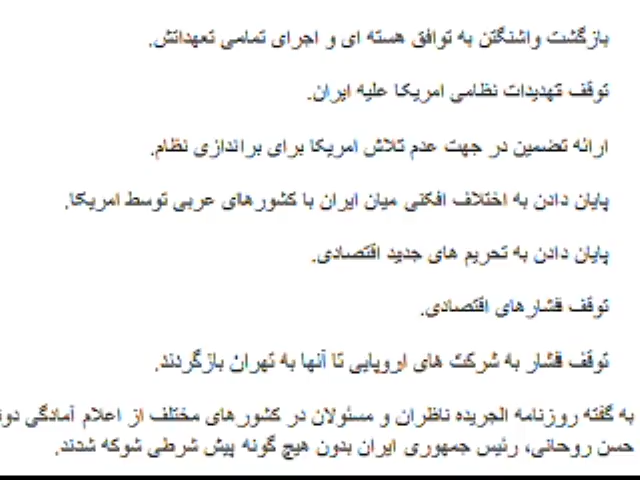 بازگشت واشنگتن به توافق هسته ای و اجرای تمامی تعهداتش.
توقف تهدیدات نظامی امریکا علیه ایران.
ارائه تضمین در جهت عدم تلاش امریکا برای براندازی نظام.
پایان دادن به اختلاف افکنی میان ایران با کشورهای عربی توسط امریکا.
پایان دادن به تحریم های جدید اقتصادی.
توقف فشارهای اقتصادی.
توقف فشار به شرکت های اروپایی تا آنها به تهران بازگردند.
به گفته روزنامه الجریده ناظران و مسئولان در کشورهای مختلف از اعلام آمادگی
حسن روحانی، رئیس جمهوری ایران بدون هیچ گونه پیش شرطی شوکه شدند.